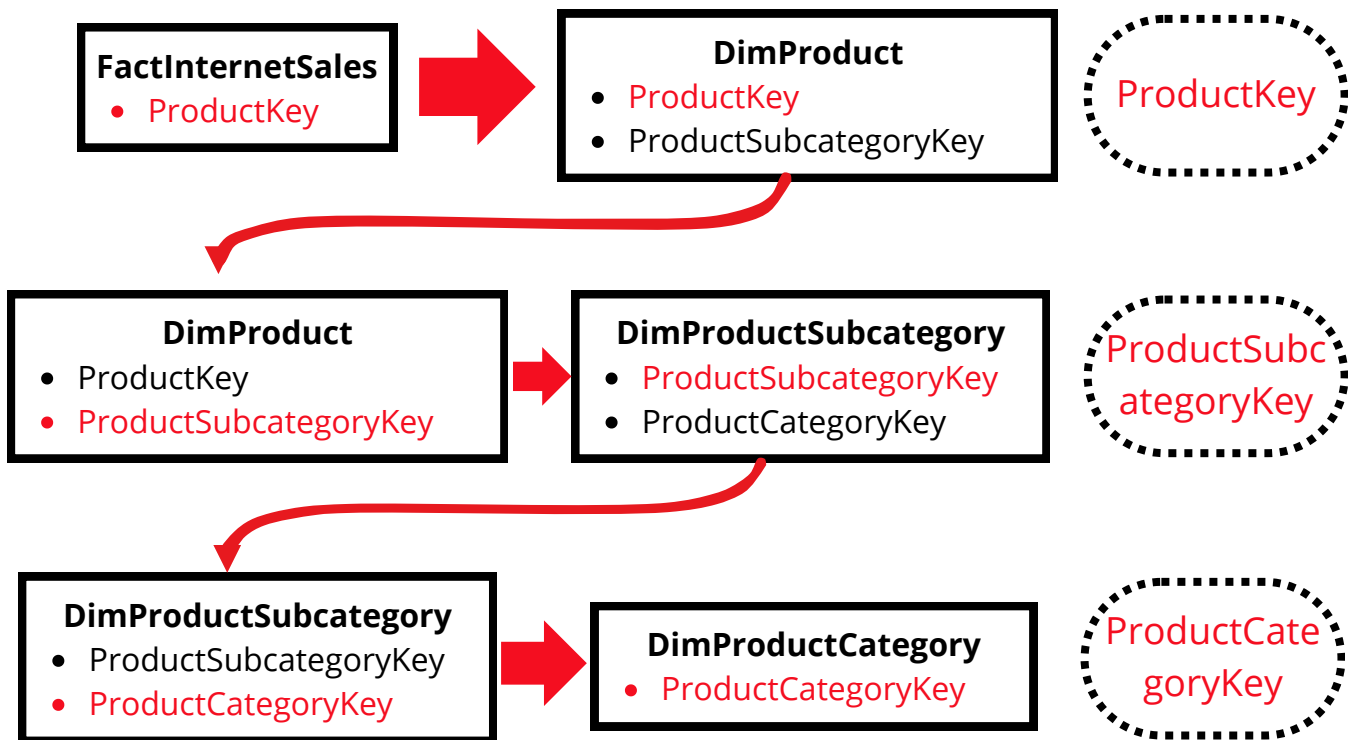 FactInternetSales
• ProductKey
DimProduct
• ProductKey
• ProductSubcategoryKey
ProductKey
DimProduct
• ProductKey
• ProductSubcategoryKey
DimProductSubcategory
• ProductSubcategoryKey
• ProductCategoryKey
ProductSubc
ategoryKey
DimProductSubcategory
• ProductSubcategoryKey
• ProductCategoryKey
DimProductCategory
• ProductCategoryKey
ProductCate
goryKey